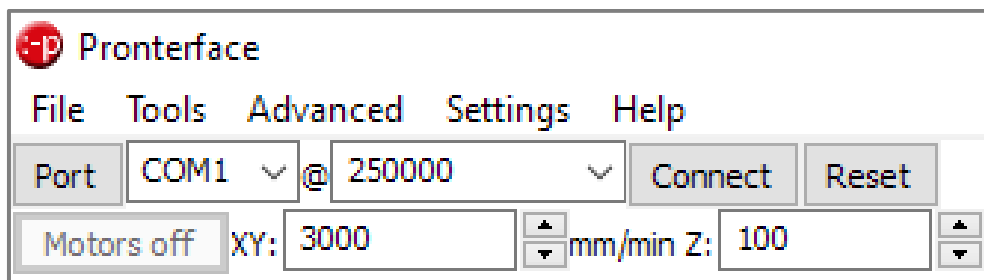 :-p Pronterface
File Tools Advanced Settings Help
Port COM1 @ 250000 Connect Reset
Motors off XY: 3000 mm/min Z: 100